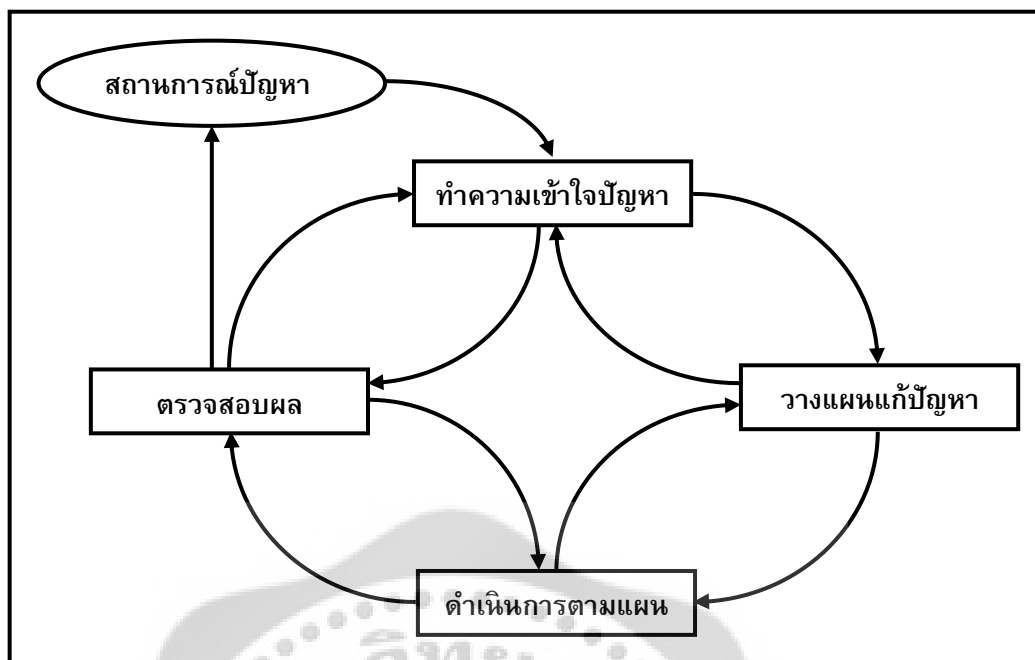 สถานการณ์ปัญหา
ทำความเข้าใจปัญหา
ตรวจสอบผล
วางแผนแก้ปัญหา
ดำเนินการตามแผน